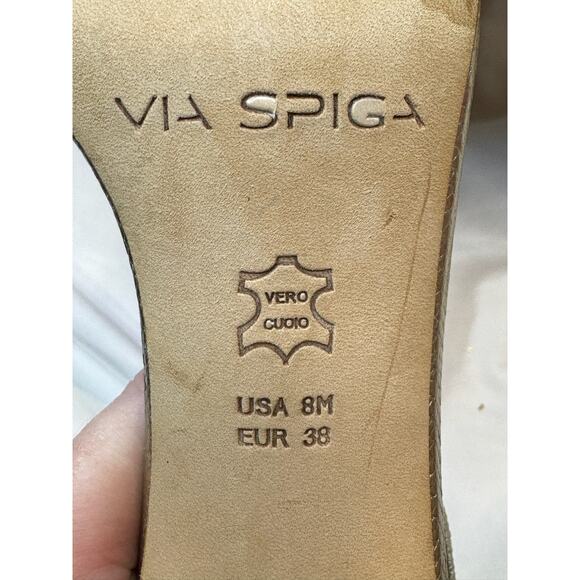 VIA SPIGA
VERO
CUOIO
USA 8M
EUR 38